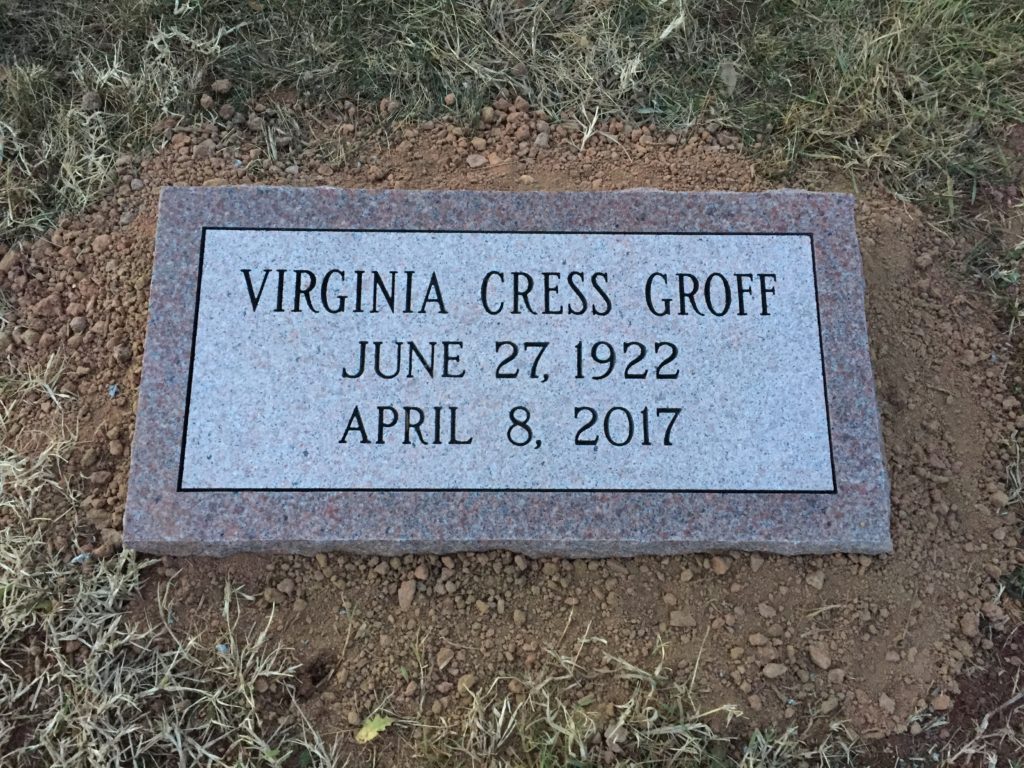 VIRGINIA CRESS GROFF
JUNE 27, 1922
APRIL 8, 2017